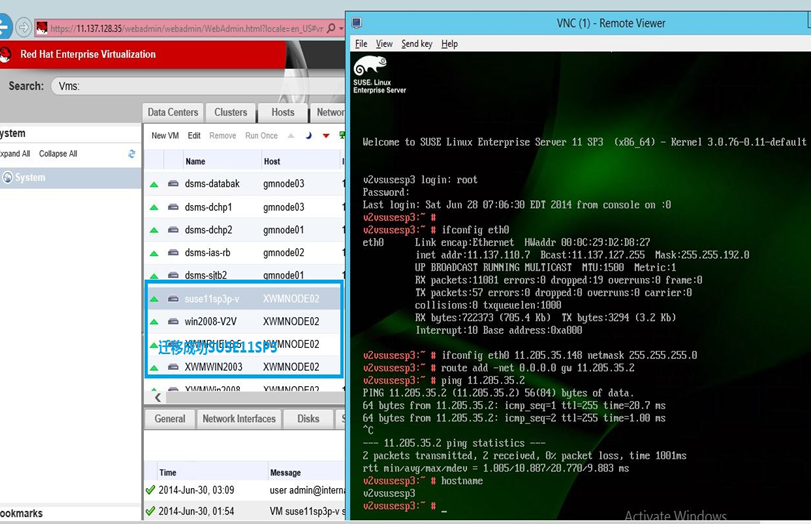 https://11.137.128.35/webadmin/webadmin/WebAdmin.html?locale=en_US#vr
VNC (1) - Remote Viewer
Red Hat Enterprise Virtualization
File View Send key Help
SUSE. Linux
Enterprise Server
Search: Vms:
Data Centers Clusters Hosts Networ
ystem
New VM Edit Remove Run Once
xpand All Collapse All
System
Name Host
dsms-databak gmnode03
dsms-dchp1 gmnode03
dsms-dchp2 gmnode01
dsms-ias-rb gmnode02
dsms-sjtb2 gmnode01
suse11sp3p-v XWMNODE02
win2008-V2V XWMNODE02
XWMRHEL6.5 XWMNODE02
迁移成功SUSE11SP3
XWMWIN2003 XWMNODE02
XWMWin2008 XWMNODE02
General Network Interfaces Disks S
Time Message
2014-Jun-30, 03:09 user admin@interna
2014-Jun-30, 01:54 VM suse11sp3p-v s
ookmarks
Welcome to SUSE Linux Enterprise Server 11 SP3 (x86_64) - Kernel 3.0.76-0.11-default
v2vsusesp3 login: root
Password:
Last login: Sat Jun 28 07:06:30 EDT 2014 from console on :0
v2vsusesp3:~ #
v2vsusesp3:~ # ifconfig eth0
eth0 Link encap:Ethernet HWaddr 00:0C:29:D2:D8:27
inet addr:11.137.110.7 Bcast:11.137.127.255 Mask:255.255.192.0
UP BROADCAST RUNNING MULTICAST MTU:1500 Metric:1
RX packets:11081 errors:0 dropped:19 overruns:0 frame:0
TX packets:57 errors:0 dropped:0 overruns:0 carrier:0
collisions:0 txqueuelen:1000
RX bytes:722373 (705.4 Kb) TX bytes:3294 (3.2 Kb)
Interrupt:10 Base address:0xa000
v2vsusesp3:~ # ifconfig eth0 11.205.35.148 netmask 255.255.255.0
v2vsusesp3:~ # route add -net 0.0.0.0 gw 11.205.35.2
v2vsusesp3:~ # ping 11.205.35.2
PING 11.205.35.2 (11.205.35.2) 56(84) bytes of data.
64 bytes from 11.205.35.2: icmp_seq=1 ttl=255 time=20.7 ms
64 bytes from 11.205.35.2: icmp_seq=2 ttl=255 time=1.00 ms
^C
--- 11.205.35.2 ping statistics ---
2 packets transmitted, 2 received, 0% packet loss, time 1001ms
rtt min/avg/max/mdev = 1.005/10.887/20.770/9.883 ms
v2vsusesp3:~ # hostname
v2vsusesp3
v2vsusesp3:~ # _
Activate Windows